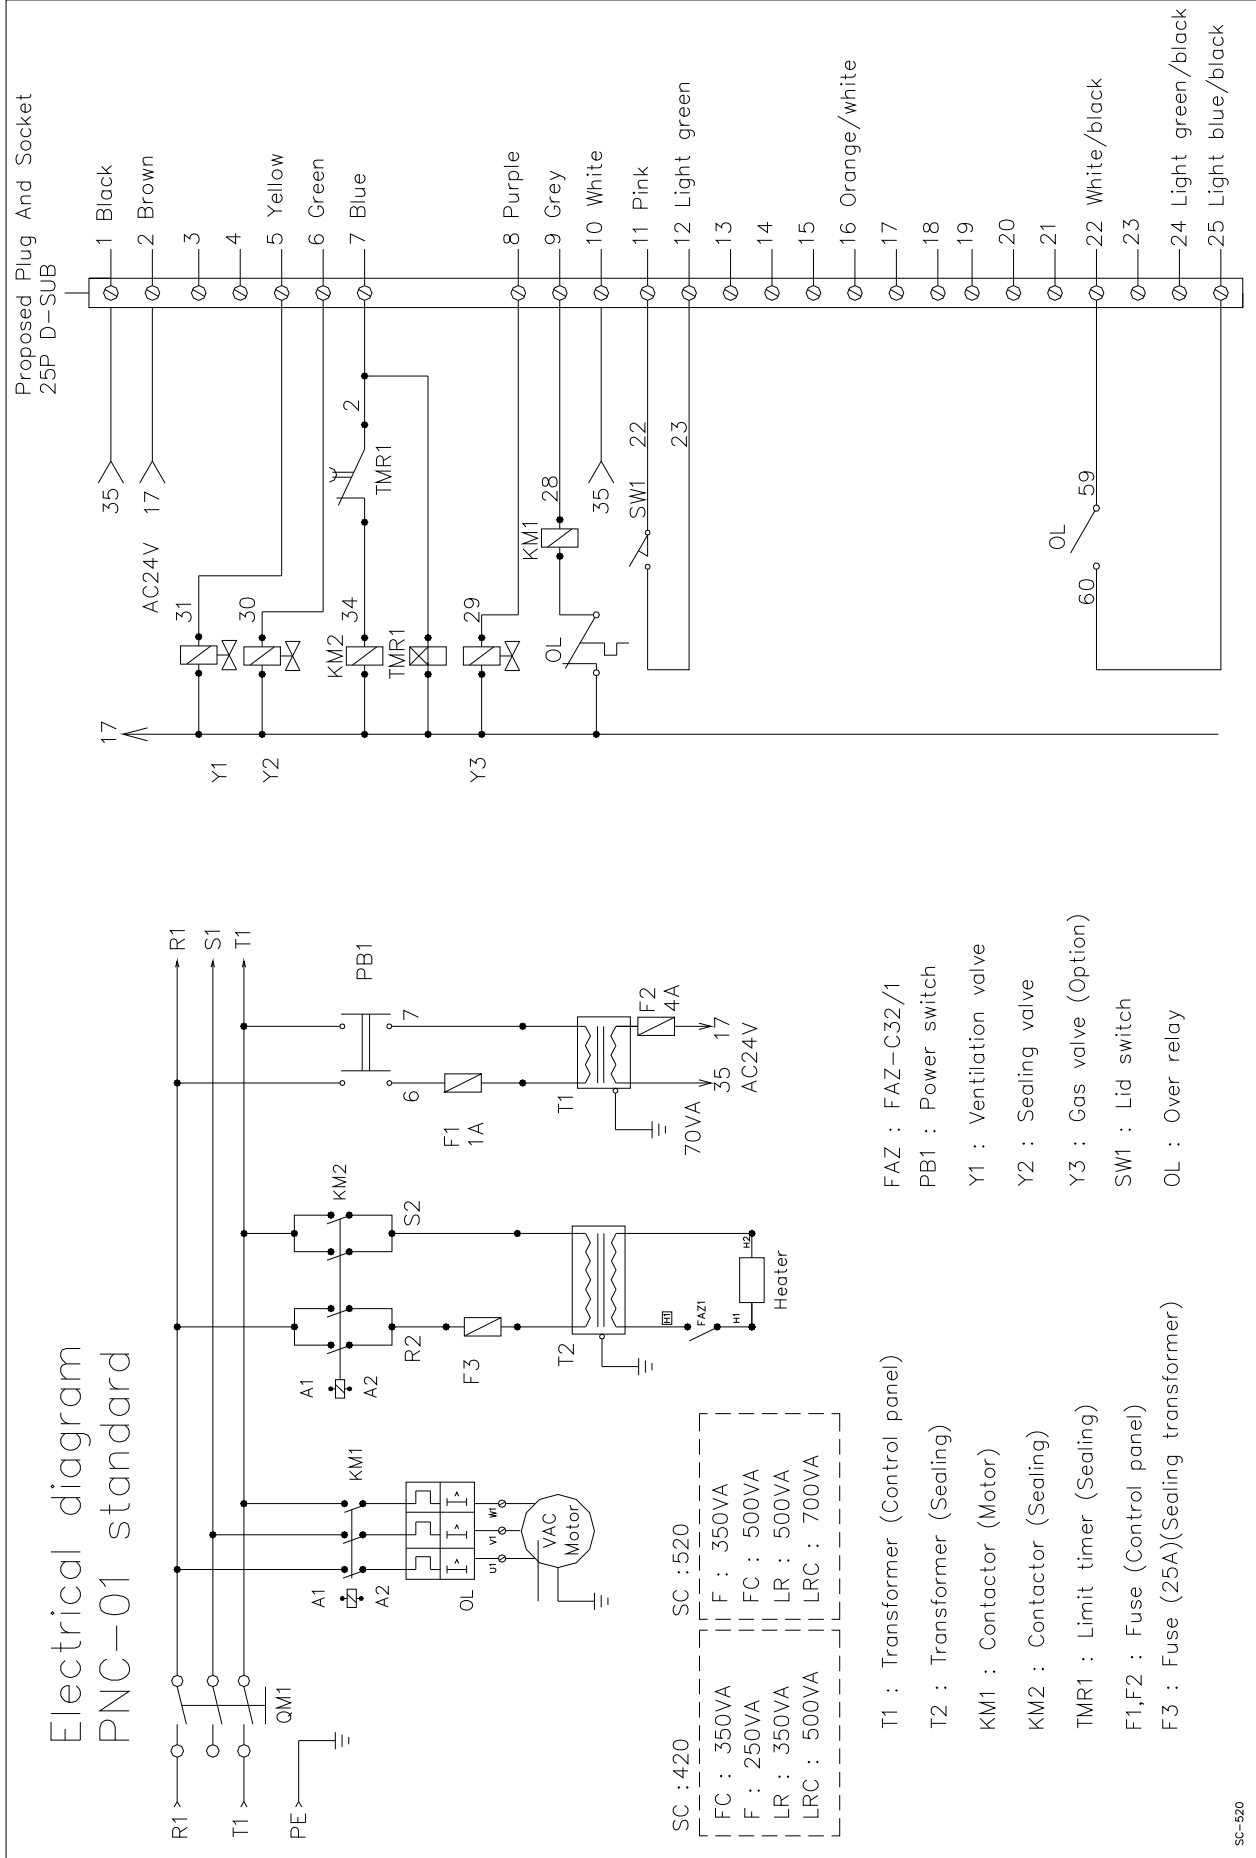 Electrical diagram
PNC-01 standard
R1
T1
PE
QM1
A1
A2
KM1
OL
U1
V1
W1
VAC
Motor
A1
A2
KM2
R2
S2
F3
T2
H1
FAZ1
H1
H2
Heater
R1
S1
T1
PB1
6
7
F1
1A
T1
70VA
F2
4A
35
17
AC24V
SC :420
FC : 350VA
F : 250VA
LR : 350VA
LRC : 500VA
SC :520
F : 350VA
FC : 500VA
LR : 500VA
LRC : 700VA
T1 : Transformer (Control panel)
T2 : Transformer (Sealing)
KM1 : Contactor (Motor)
KM2 : Contactor (Sealing)
TMR1 : Limit timer (Sealing)
F1,F2 : Fuse (Control panel)
F3 : Fuse (25A)(Sealing transformer)
FAZ : FAZ-C32/1
PB1 : Power switch
Y1 : Ventilation valve
Y2 : Sealing valve
Y3 : Gas valve (Option)
SW1 : Lid switch
OL : Over relay
Proposed Plug And Socket
25P D-SUB
17
Y1
Y2
Y3
35
17
AC24V
31
30
KM2
34
TMR1
2
TMR1
29
KM1
28
OL
35
SW1
22
23
OL
60
59
1 Black
2 Brown
3
4
5 Yellow
6 Green
7 Blue
8 Purple
9 Grey
10 White
11 Pink
12 Light green
13
14
15
16 Orange/white
17
18
19
20
21
22 White/black
23
24 Light green/black
25 Light blue/black
SC-520